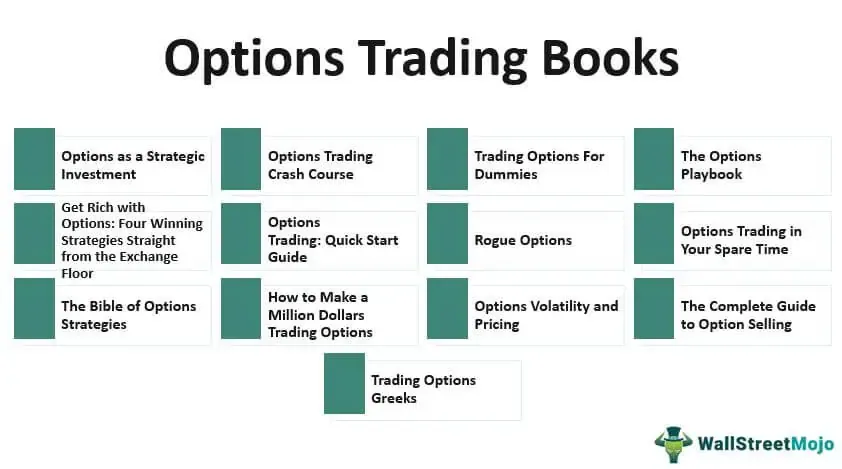 Options Trading Books
Options as a Strategic
Investment
Options Trading
Crash Course
Trading Options For
Dummies
The Options
Playbook
Get Rich with
Options: Four Winning
Strategies Straight
from the Exchange
Floor
Options
Trading: Quick Start
Guide
Rogue Options
Options Trading in
Your Spare Time
The Bible of Options
Strategies
How to Make a
Million Dollars
Trading Options
Options Volatility and
Pricing
The Complete Guide
to Option Selling
Trading Options
Greeks
WallStreetMojo